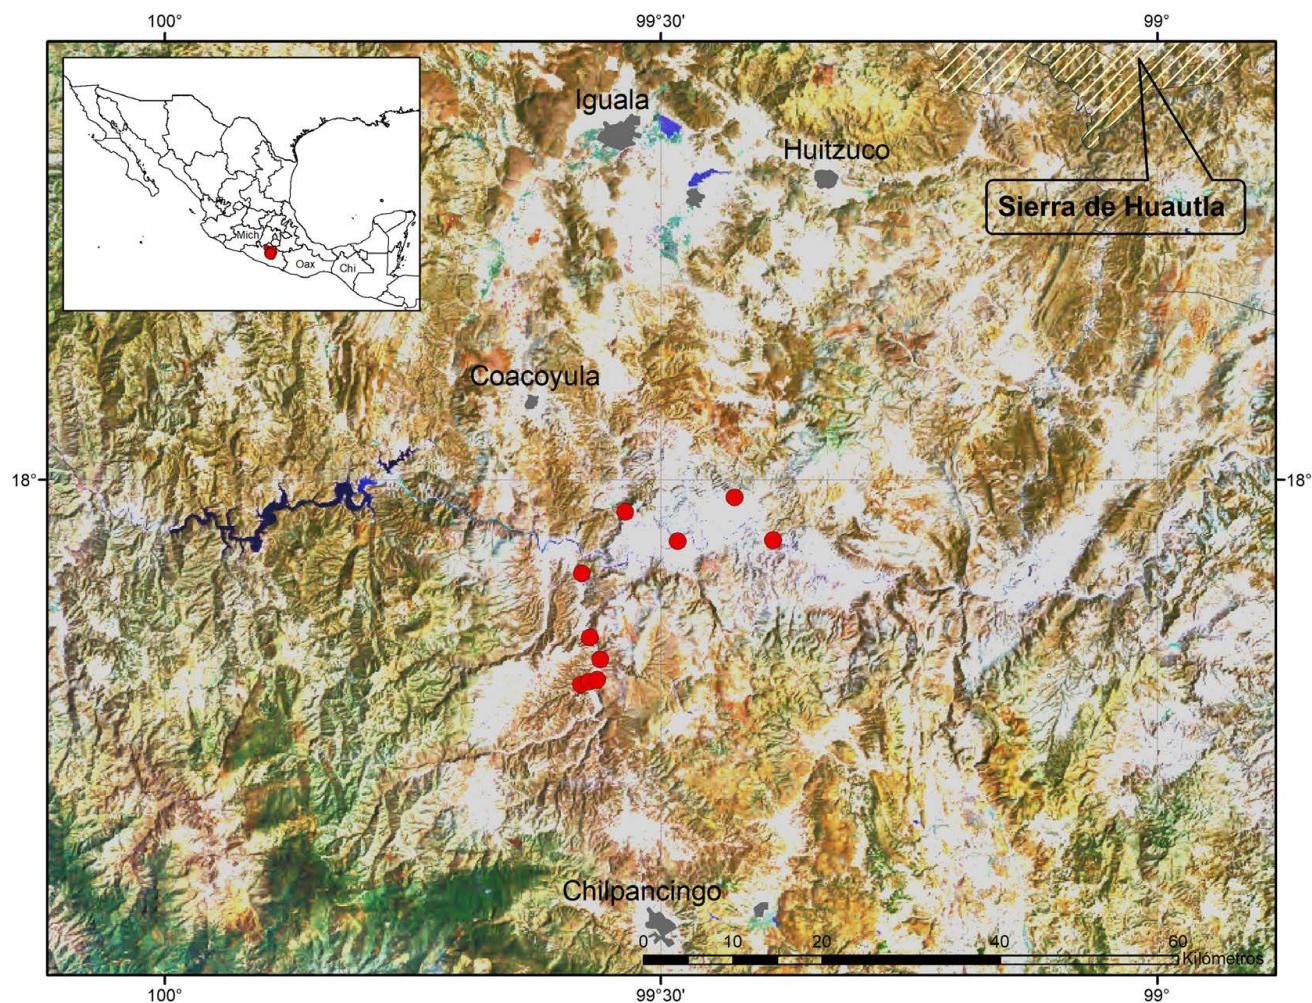 100°
99°30'
99°
Iguala
Huitzuco
Sierra de Huautla
Mich
Oax
Chi
Coacoyula
18°
18°
Chilpancingo
0
10
20
40
60
Kilómetros
100°
99°30'
99°